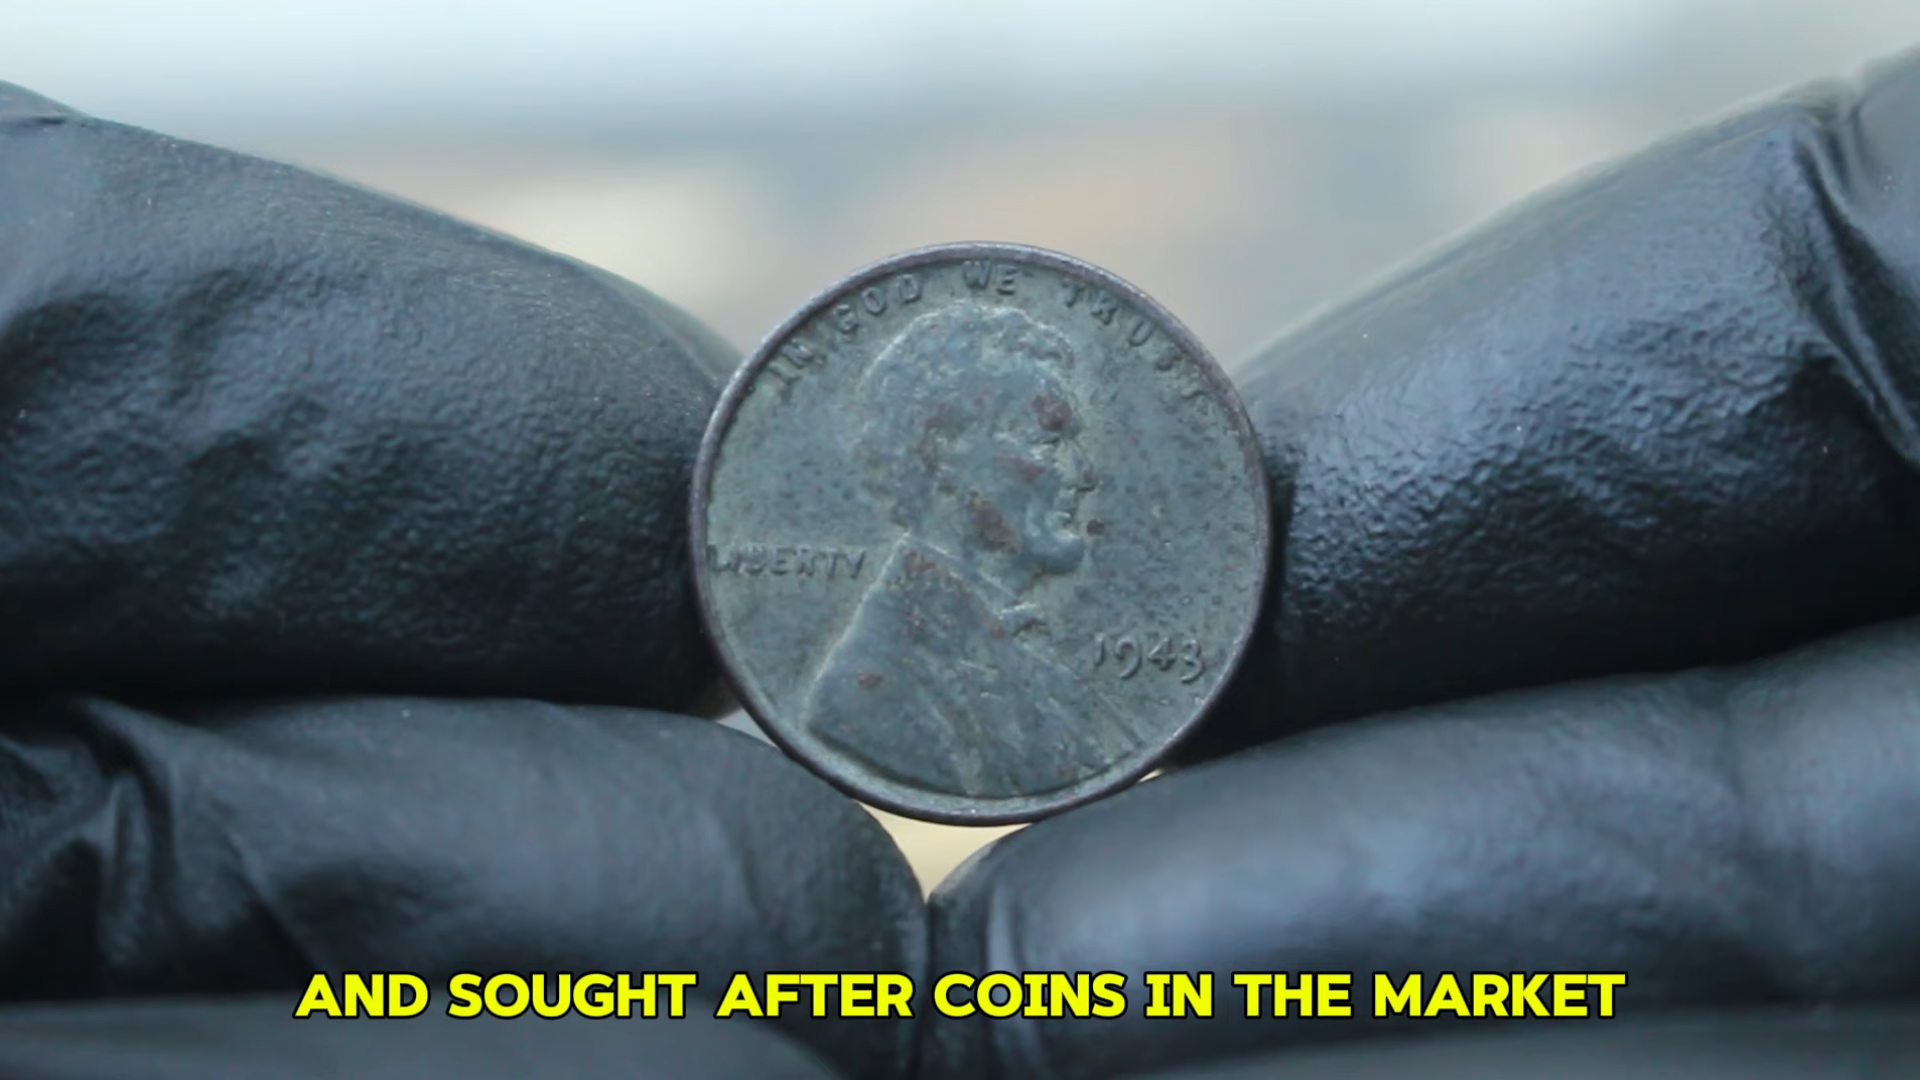 IN GOD WE TRUST
LIBERTY
1943
AND SOUGHT AFTER COINS IN THE MARKET